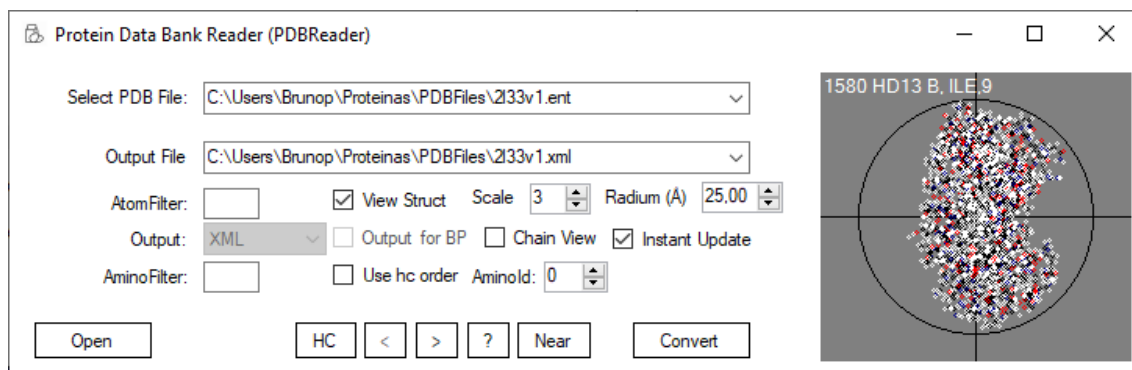 Protein Data Bank Reader (PDBReader)
Select PDB File: C:\Users\Brunop\Proteinas\PDBFiles\2l33v1.ent
1580 HD13 B, ILE,9
Output File C:\Users\Brunop\Proteinas\PDBFiles\2l33v1.xml
AtomFilter: View Struct Scale 3 Radium (Å) 25,00
Output: XML Output for BP Chain View Instant Update
AminoFilter: Use hc order AminoId: 0
Open HC < > ? Near Convert